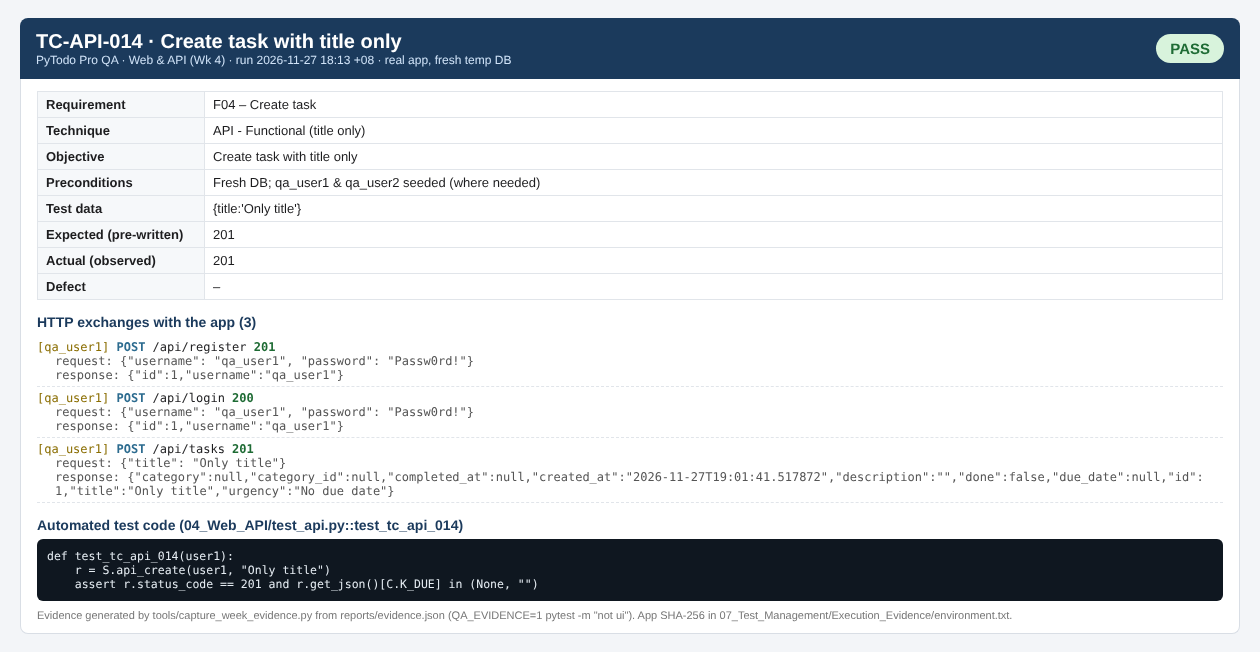 TC-API-014 · Create task with title only
PyTodo Pro QA · Web & API (Wk 4) · run 2026-11-27 18:13 +08 · real app, fresh temp DB
PASS
Requirement F04 – Create task
Technique API - Functional (title only)
Objective Create task with title only
Preconditions Fresh DB; qa_user1 & qa_user2 seeded (where needed)
Test data {title:'Only title'}
Expected (pre-written) 201
Actual (observed) 201
Defect –
HTTP exchanges with the app (3)
[qa_user1] POST /api/register 201
request: {"username": "qa_user1", "password": "Passw0rd!"}
response: {"id":1,"username":"qa_user1"}
[qa_user1] POST /api/login 200
request: {"username": "qa_user1", "password": "Passw0rd!"}
response: {"id":1,"username":"qa_user1"}
[qa_user1] POST /api/tasks 201
request: {"title": "Only title"}
response: {"category":null,"category_id":null,"completed_at":null,"created_at":"2026-11-27T19:01:41.517872","description":"","done":false,"due_date":null,"id":
1,"title":"Only title","urgency":"No due date"}
Automated test code (04_Web_API/test_api.py::test_tc_api_014)
def test_tc_api_014(user1):
    r = S.api_create(user1, "Only title")
    assert r.status_code == 201 and r.get_json()[C.K_DUE] in (None, "")
Evidence generated by tools/capture_week_evidence.py from reports/evidence.json (QA_EVIDENCE=1 pytest -m "not ui"). App SHA-256 in 07_Test_Management/Execution_Evidence/environment.txt.